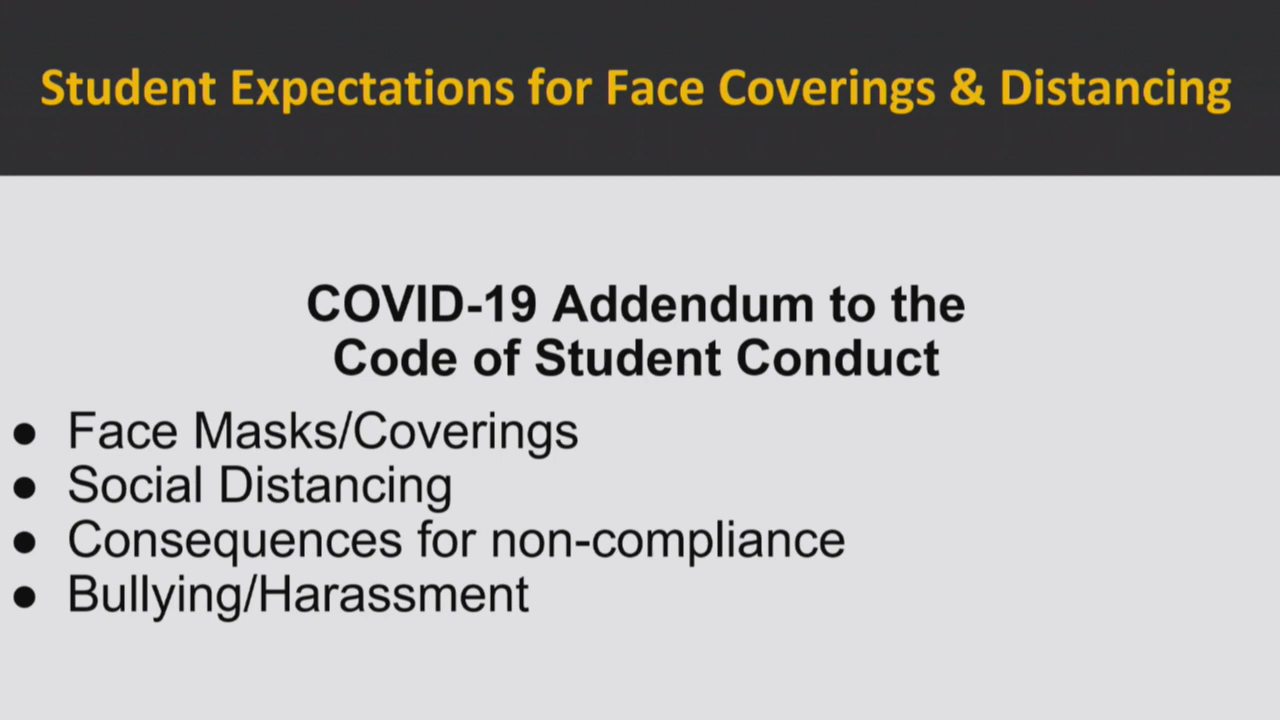 Student Expectations for Face Coverings & Distancing
COVID-19 Addendum to the
Code of Student Conduct
● Face Masks/Coverings
● Social Distancing
● Consequences for non-compliance
● Bullying/Harassment